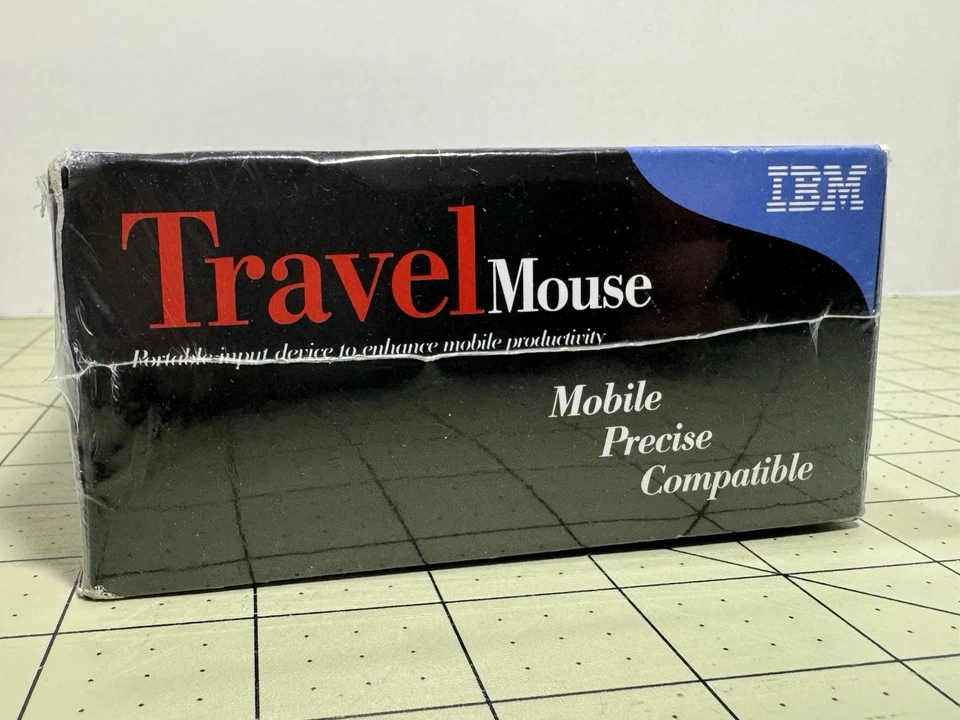 IBM
Travel Mouse
Portable input device to enhance mobile productivity
Mobile
Precise
Compatible